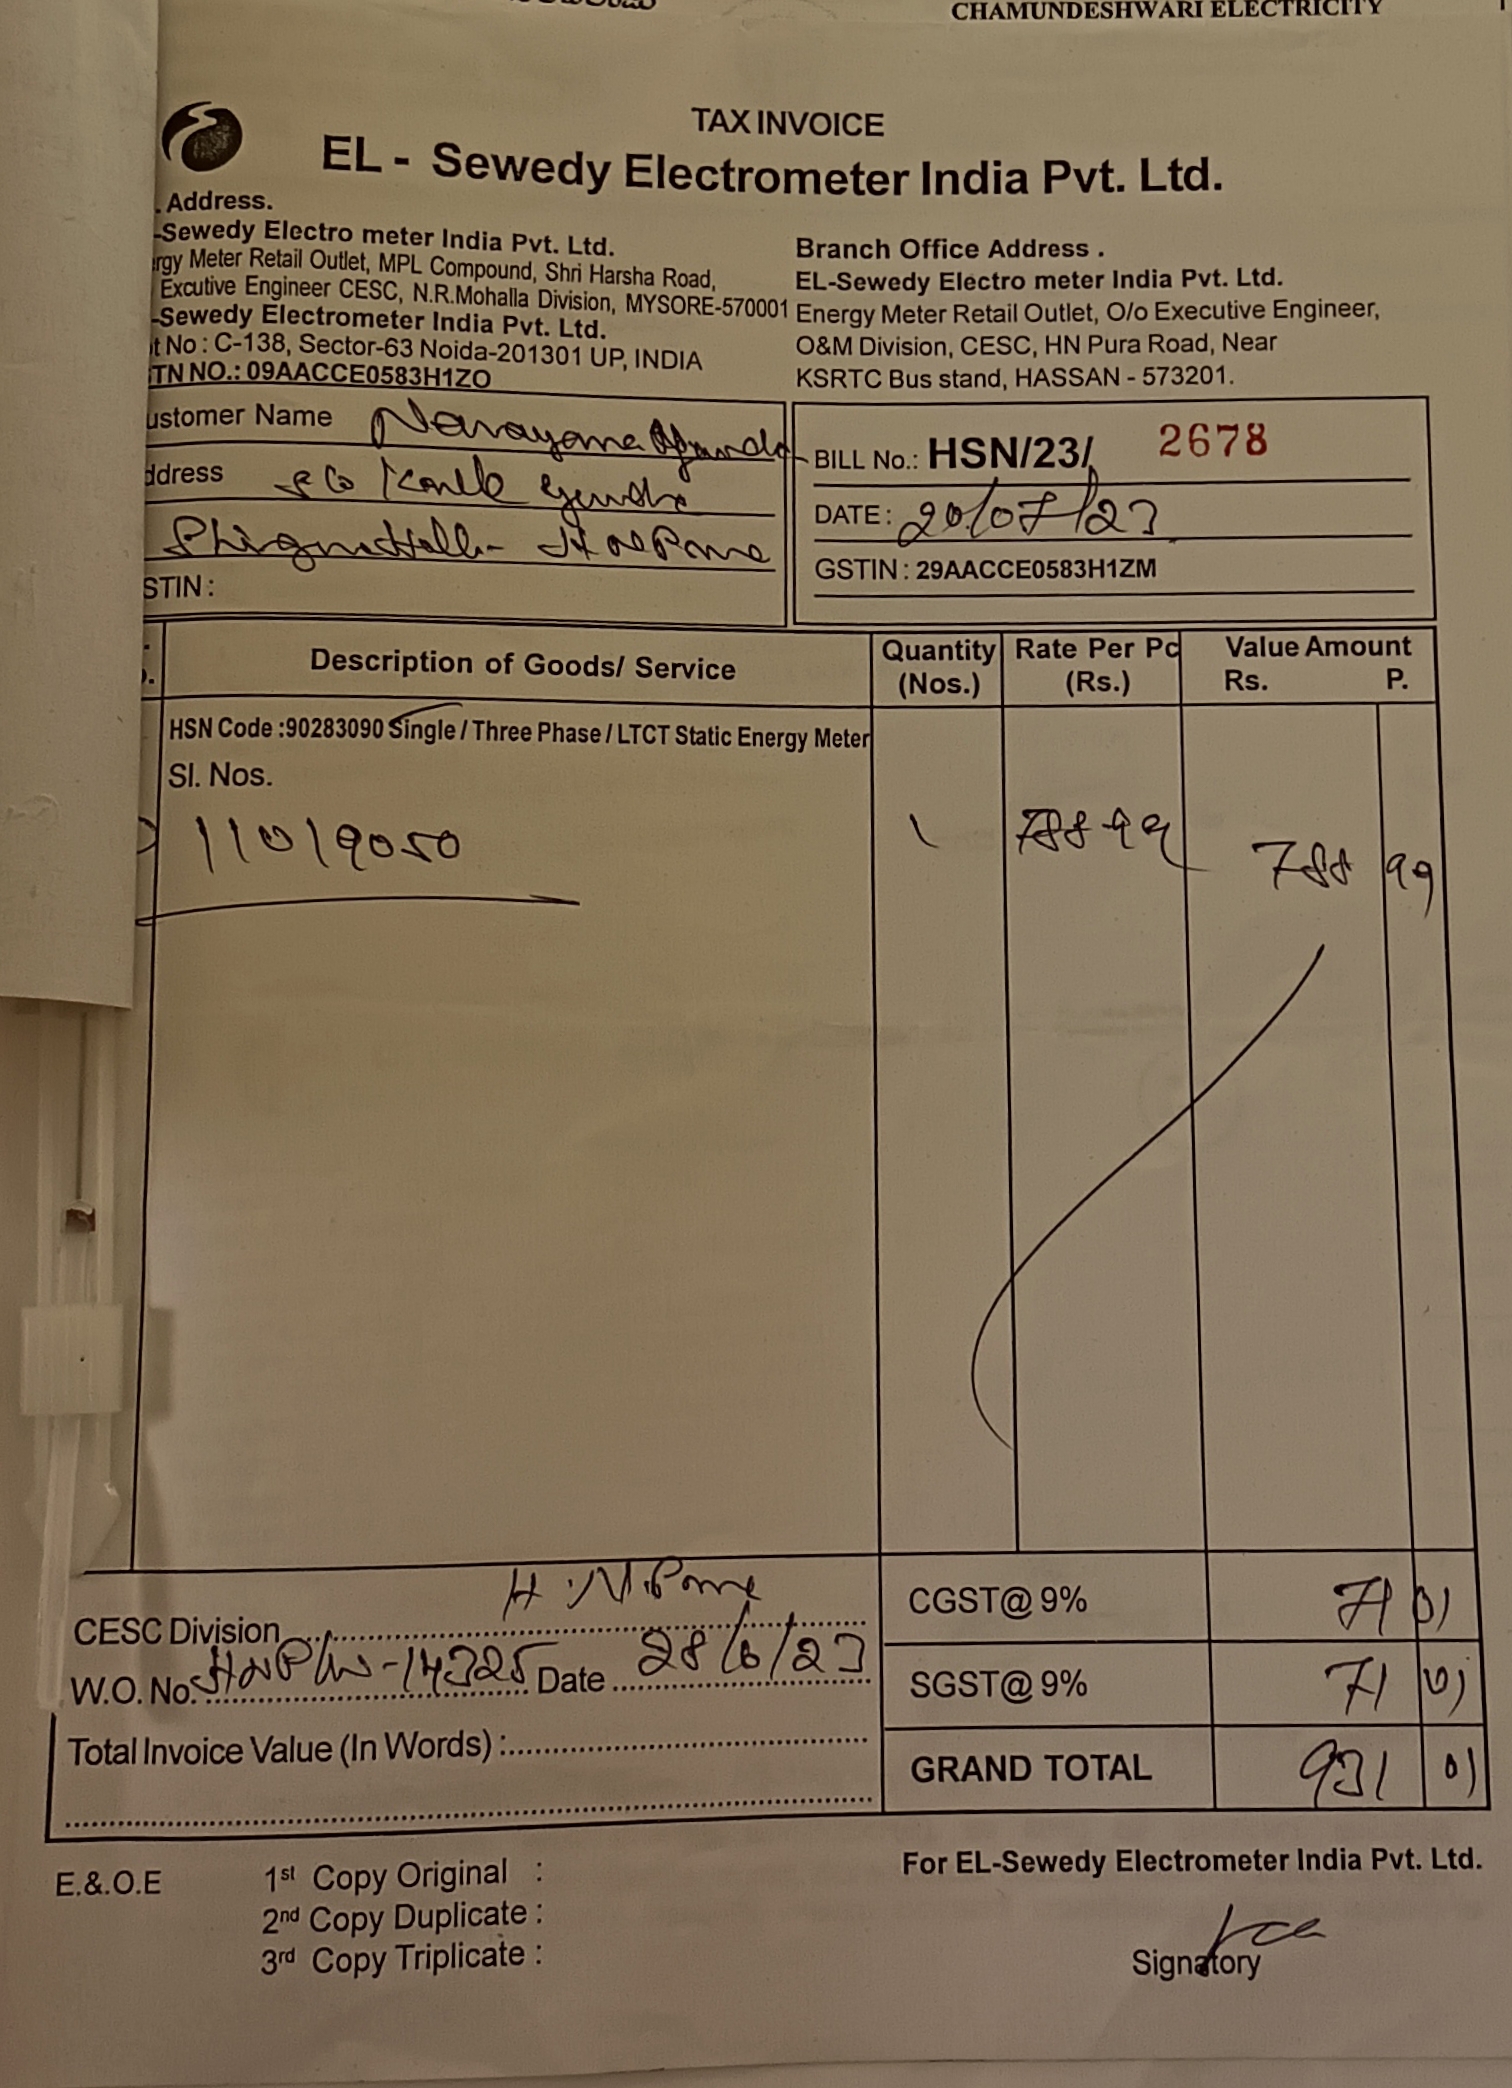 CHAMUNDESHWARI ELECTRICITY
TAX INVOICE
EL - Sewedy Electrometer India Pvt. Ltd.
. Address.
-Sewedy Electro meter India Pvt. Ltd.
rgy Meter Retail Outlet, MPL Compound, Shri Harsha Road,
Excutive Engineer CESC, N.R.Mohalla Division, MYSORE-570001
-Sewedy Electrometer India Pvt. Ltd.
t No : C-138, Sector-63 Noida-201301 UP, INDIA
TN NO.: 09AACCE0583H1ZO
Branch Office Address .
EL-Sewedy Electro meter India Pvt. Ltd.
Energy Meter Retail Outlet, O/o Executive Engineer,
O&M Division, CESC, HN Pura Road, Near
KSRTC Bus stand, HASSAN - 573201.
ustomer Name Narayana
ddress S/o
STIN :
BILL No.: HSN/23/ 2678
DATE : 20/07/23
GSTIN : 29AACCE0583H1ZM
Description of Goods/ Service
Quantity (Nos.)
Rate Per Pc (Rs.)
Value Amount
Rs. P.
HSN Code :90283090 Single / Three Phase / LTCT Static Energy Meter
Sl. Nos.
11019050 1 788-99 788 99
CESC Division H.N.Pura
W.O. No. 14325 Date 28/6/23
Total Invoice Value (In Words) :
CGST@ 9% 71 01
SGST@ 9% 71 01
GRAND TOTAL 931 01
E.&.O.E
1st Copy Original :
2nd Copy Duplicate :
3rd Copy Triplicate :
For EL-Sewedy Electrometer India Pvt. Ltd.
Signatory